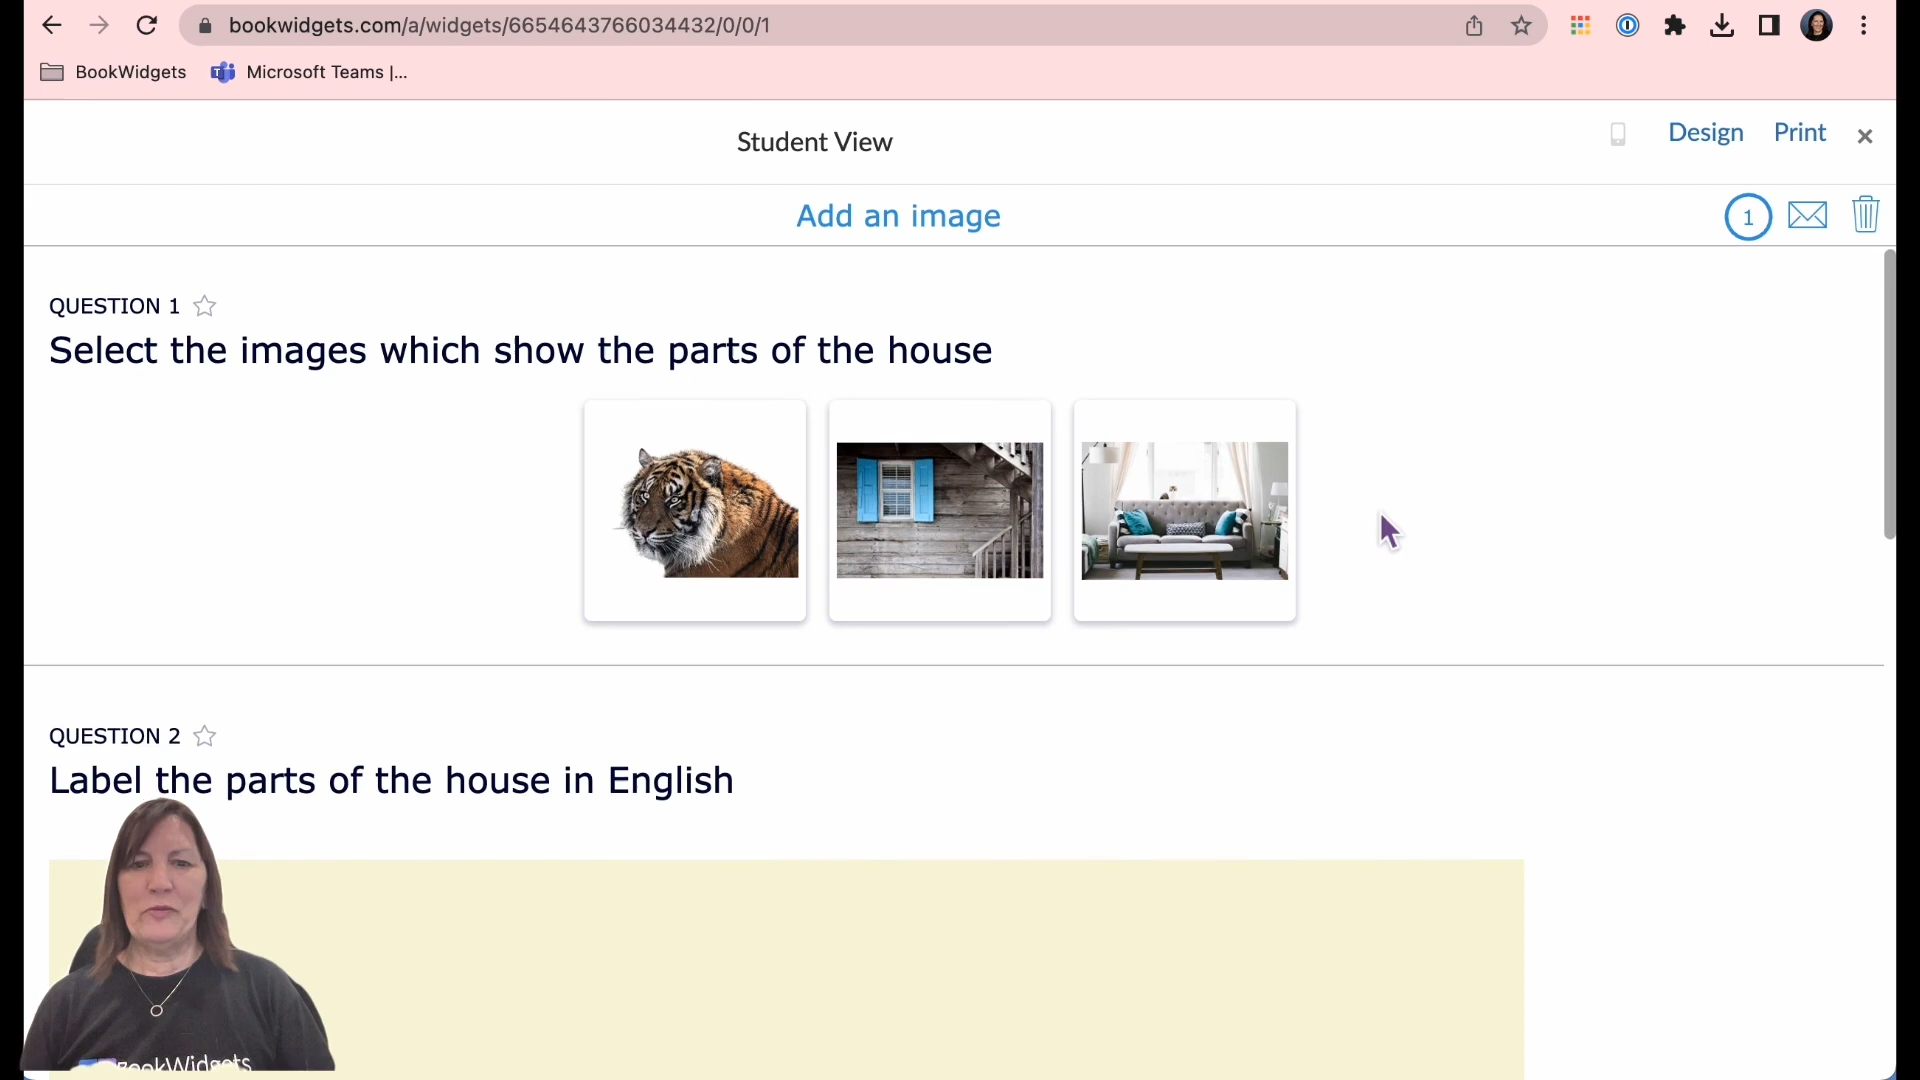 bookwidgets.com/a/widgets/6654643766034432/0/0/1
BookWidgets
Microsoft Teams |...
Student View
Design
Print
Add an image
1
QUESTION 1
Select the images which show the parts of the house
QUESTION 2
Label the parts of the house in English
BookWidgets